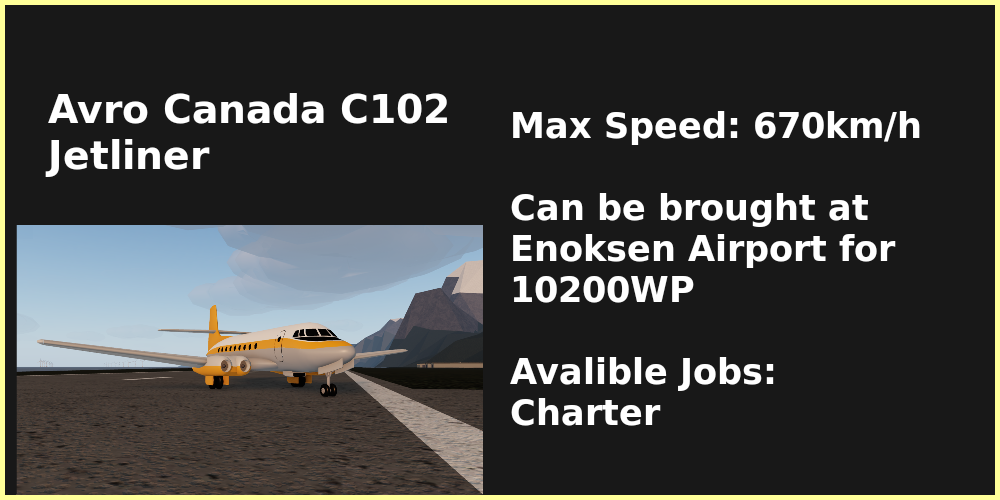 Avro Canada C102
Jetliner
Max Speed: 670km/h
Can be brought at
Enoksen Airport for
10200WP
Avalible Jobs:
Charter